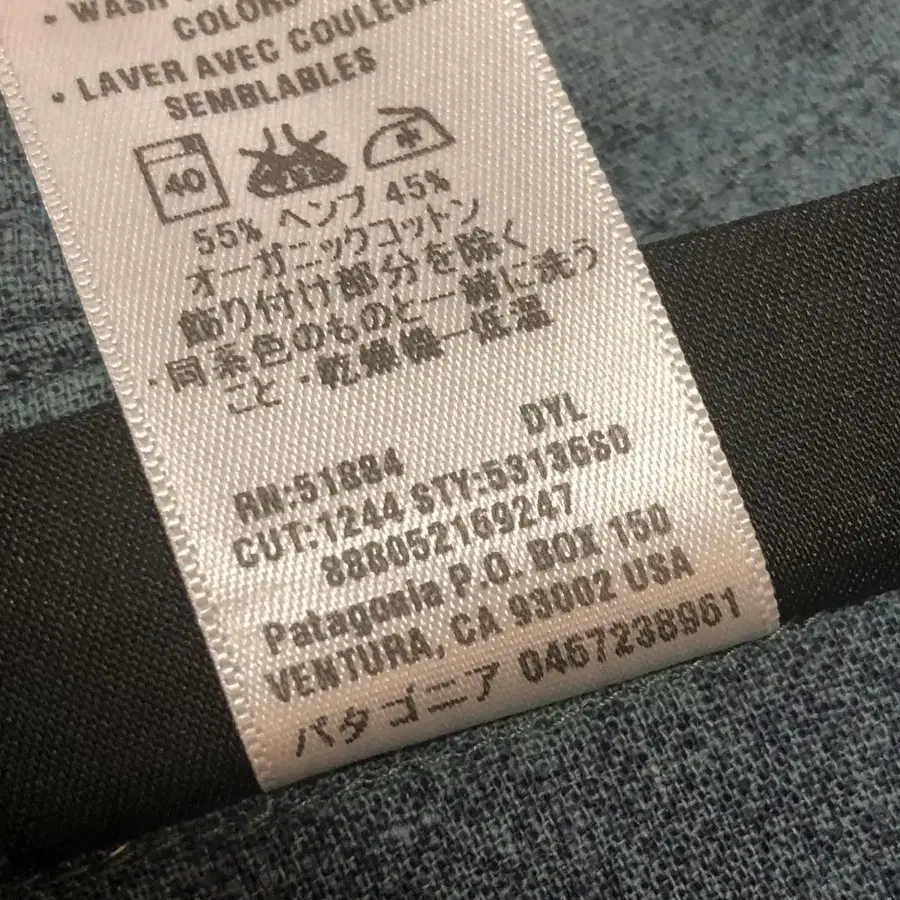 • WASH
COLORS
• LAVER AVEC COULEURS
SEMBLABLES
40 中
55% ヘンプ 45%
オーガニックコットン
飾り付け部分を除く
・同系色のものと一緒に洗う
こと・乾燥機一低温
DYL
RN:51884
CUT:1244 STY:53136S0
888052169247
Patagonia P.O. BOX 150
VENTURA, CA 93002 USA
パタゴニア 0467238961